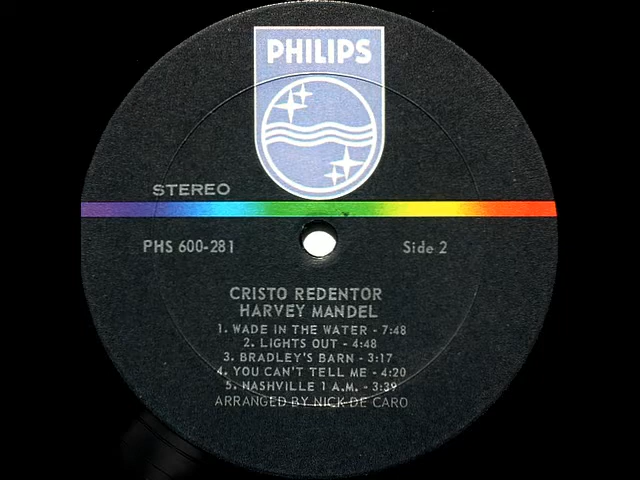 PHILIPS
STEREO
PHS 600-281 Side 2
CRISTO REDENTOR
HARVEY MANDEL
1. WADE IN THE WATER - 7:48
2. LIGHTS OUT - 4:48
3. BRADLEY'S BARN - 3:17
4. YOU CAN'T TELL ME - 4:20
5. NASHVILLE 1 A.M. - 3:39
ARRANGED BY NICK DE CARO